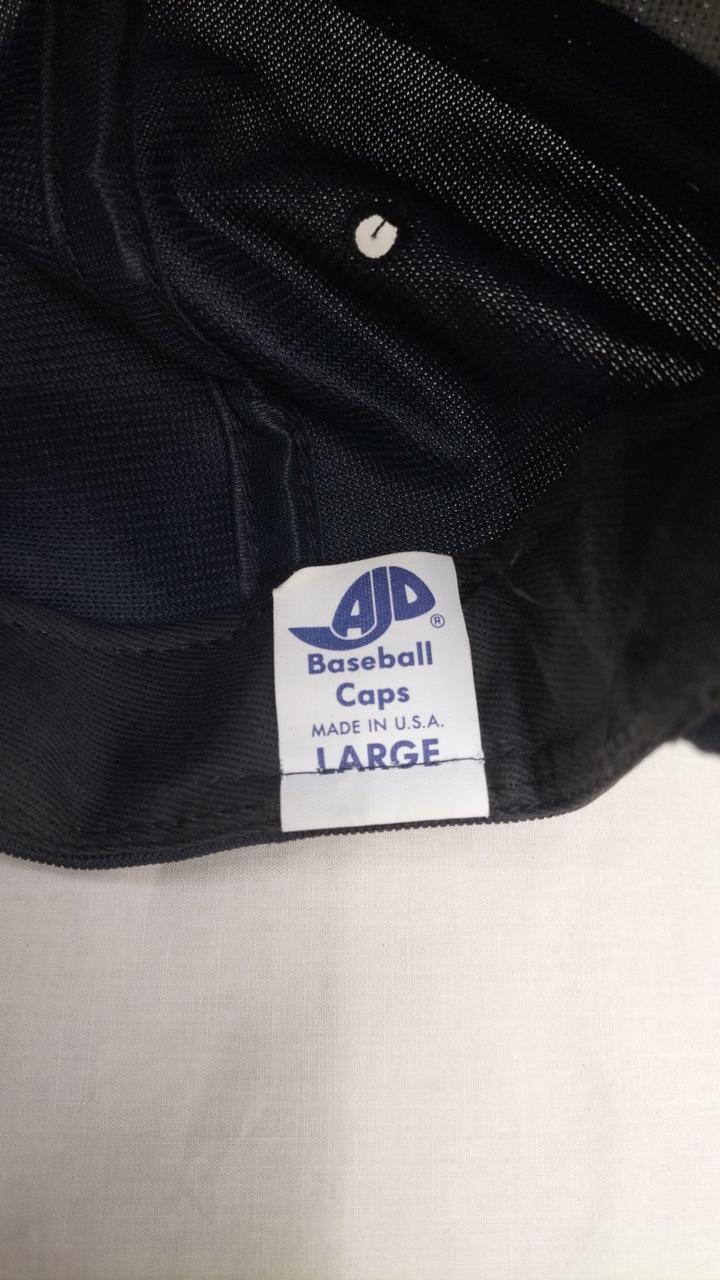 AJD®
Baseball
Caps
MADE IN U.S.A.
LARGE